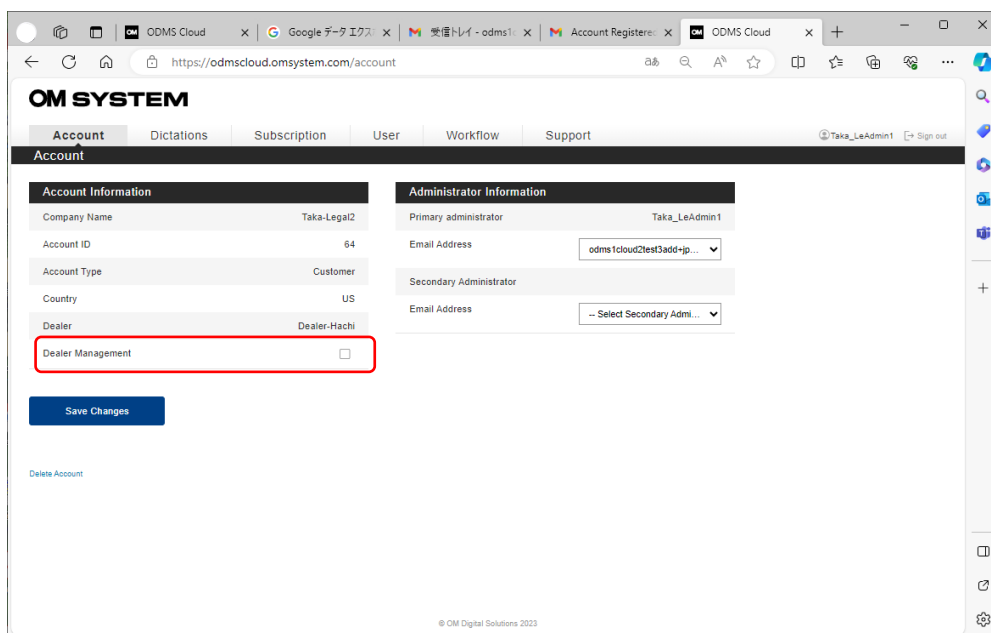 ODMS Cloud
Google データ エクス
受信トレイ - odms1c
Account Registered
ODMS Cloud
https://odmscloud.omsystem.com/account
OM SYSTEM
Account Dictations Subscription User Workflow Support Taka_LeAdmin1 Sign out
Account
Account Information
Company Name Taka-Legal2
Account ID 64
Account Type Customer
Country US
Dealer Dealer-Hachi
Dealer Management
Administrator Information
Primary administrator Taka_LeAdmin1
Email Address odms1cloud2test3add+jp...
Secondary Administrator
Email Address -- Select Secondary Admi...
Save Changes
Delete Account
© OM Digital Solutions 2023